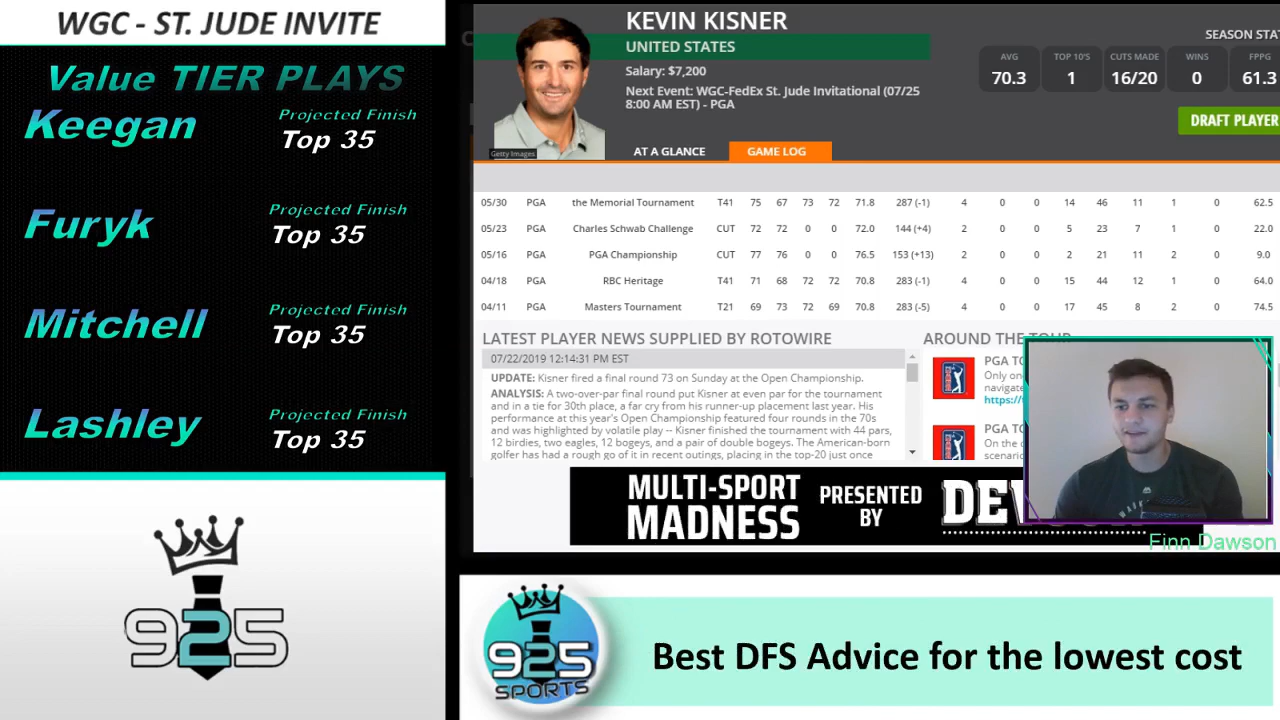 WGC - ST. JUDE INVITE
Value TIER PLAYS
Keegan
Projected Finish
Top 35
Furyk
Projected Finish
Top 35
Mitchell
Projected Finish
Top 35
Lashley
Projected Finish
Top 35
925
KEVIN KISNER
UNITED STATES
Salary: $7,200
Next Event: WGC-FedEx St. Jude Invitational (07/25
8:00 AM EST) - PGA
Getty Images
SEASON STA
AVG TOP 10'S CUTS MADE WINS FPPG
70.3 1 16/20 0 61.3
DRAFT PLAYER
AT A GLANCE GAME LOG
05/30 PGA the Memorial Tournament T41 75 67 73 72 71.8 287 (-1) 4 0 0 14 46 11 1 0 62.5
05/23 PGA Charles Schwab Challenge CUT 72 72 0 0 72.0 144 (+4) 2 0 0 5 23 7 1 0 22.0
05/16 PGA PGA Championship CUT 77 76 0 0 76.5 153 (+13) 2 0 0 2 21 11 2 0 9.0
04/18 PGA RBC Heritage T41 71 68 72 72 70.8 283 (-1) 4 0 0 15 44 12 1 0 64.0
04/11 PGA Masters Tournament T21 69 73 72 69 70.8 283 (-5) 4 0 0 17 45 8 2 0 74.5
LATEST PLAYER NEWS SUPPLIED BY ROTOWIRE
07/22/2019 12:14:31 PM EST
UPDATE: Kisner fired a final round 73 on Sunday at the Open Championship.
ANALYSIS: A two-over-par final round put Kisner at even par for the tournament
and in a tie for 30th place, a far cry from his runner-up placement last year. His
performance at this year's Open Championship featured four rounds in the 70s
and was highlighted by volatile play -- Kisner finished the tournament with 44 pars,
12 birdies, two eagles, 12 bogeys, and a pair of double bogeys. The American-born
golfer has had a rough go of it in recent outings, placing in the top-20 just once
AROUND THE TOUR
PGA TO
Only on
navigate
https://
PGA T
On the c
scenario
MULTI-SPORT
MADNESS
PRESENTED
BY
DEW
Finn Dawson
925
SPORTS
Best DFS Advice for the lowest cost